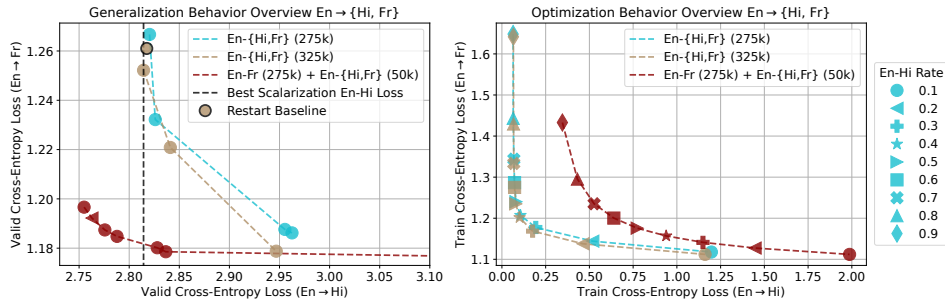 Generalization Behavior Overview En→{Hi, Fr}
Valid Cross-Entropy Loss (En→Fr)
1.26
1.24
1.22
1.20
1.18
En-{Hi,Fr} (275k)
En-{Hi,Fr} (325k)
En-Fr (275k) + En-{Hi,Fr} (50k)
Best Scalarization En-Hi Loss
Restart Baseline
2.75 2.80 2.85 2.90 2.95 3.00 3.05 3.10
Valid Cross-Entropy Loss (En→Hi)
Optimization Behavior Overview En→{Hi, Fr}
Train Cross-Entropy Loss (En→Fr)
1.6
1.5
1.4
1.3
1.2
1.1
En-{Hi,Fr} (275k)
En-{Hi,Fr} (325k)
En-Fr (275k) + En-{Hi,Fr} (50k)
0.00 0.25 0.50 0.75 1.00 1.25 1.50 1.75 2.00
Train Cross-Entropy Loss (En→Hi)
En-Hi Rate
0.1
0.2
0.3
0.4
0.5
0.6
0.7
0.8
0.9